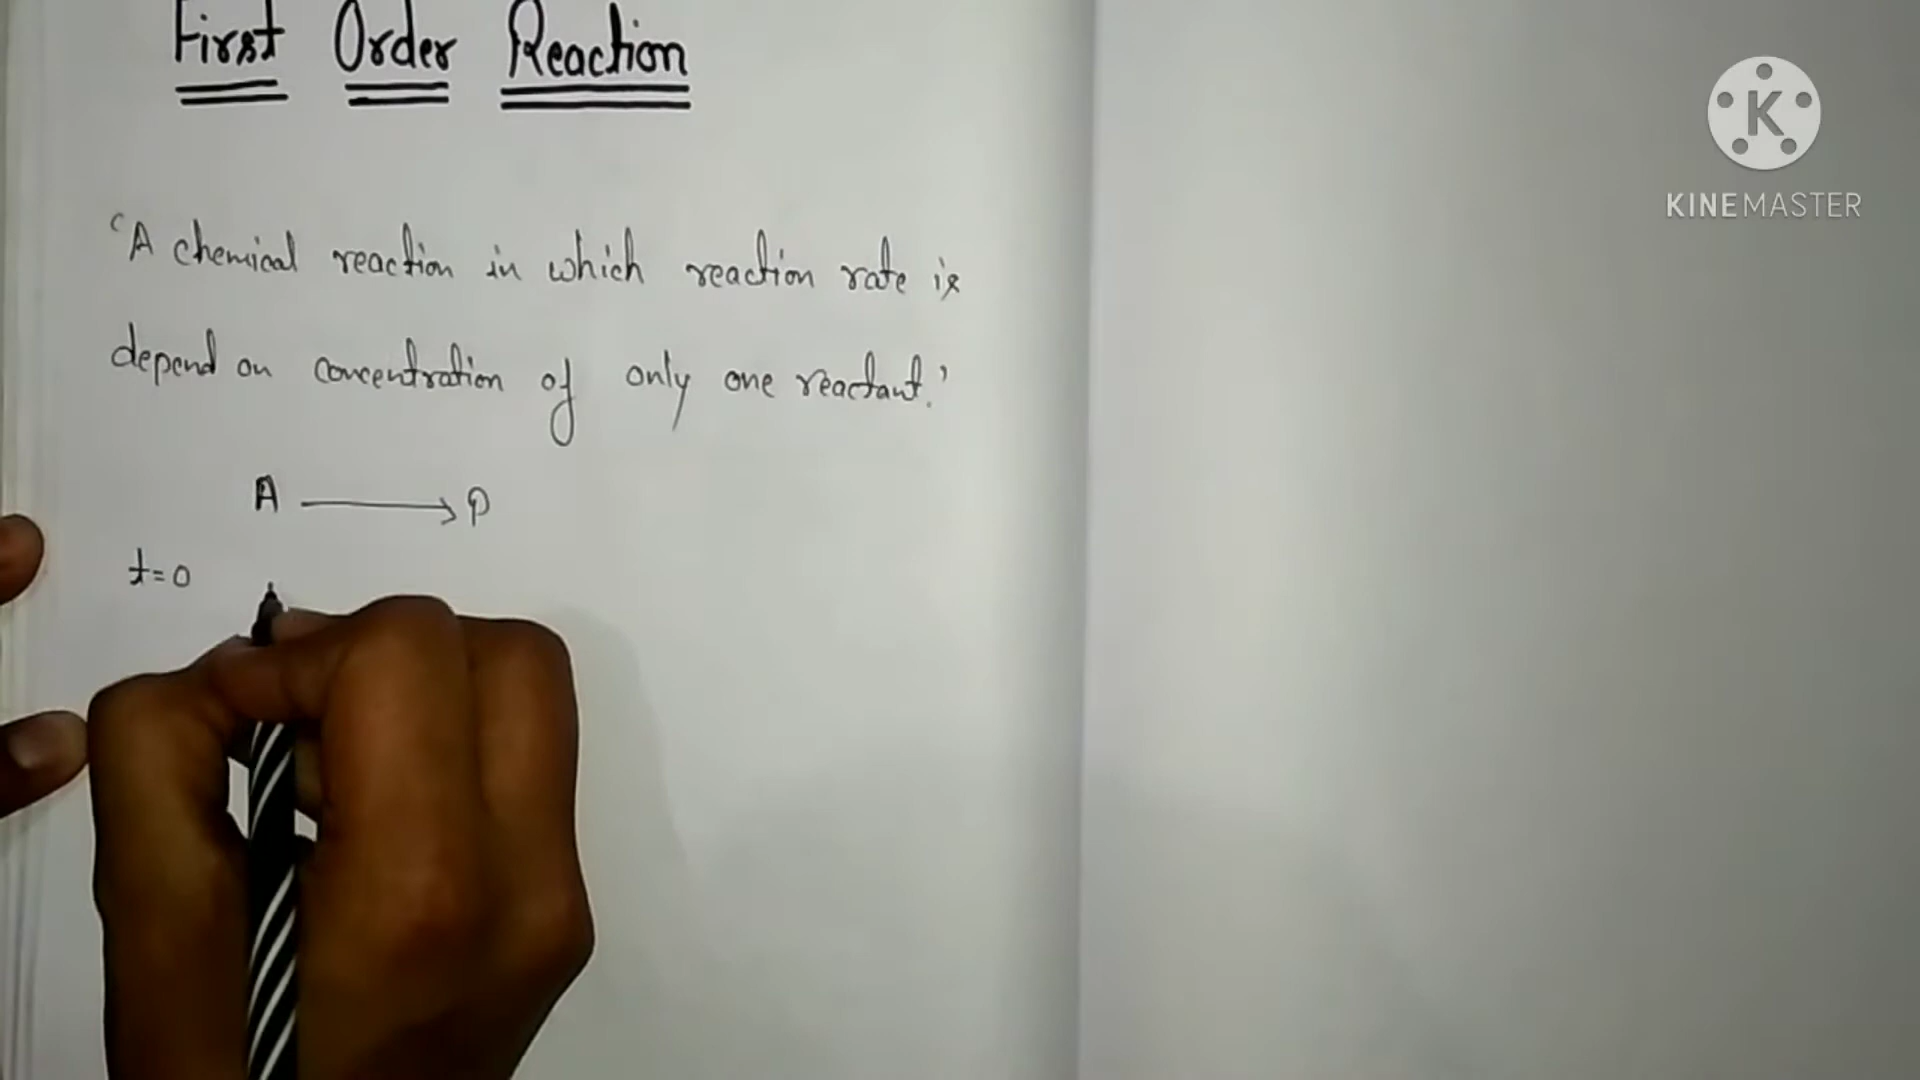 First Order Reaction
K
KINEMASTER
‘A chemical reaction in which reaction rate is
depend on concentration of only one reactant.’
A ⟶ P
t=0